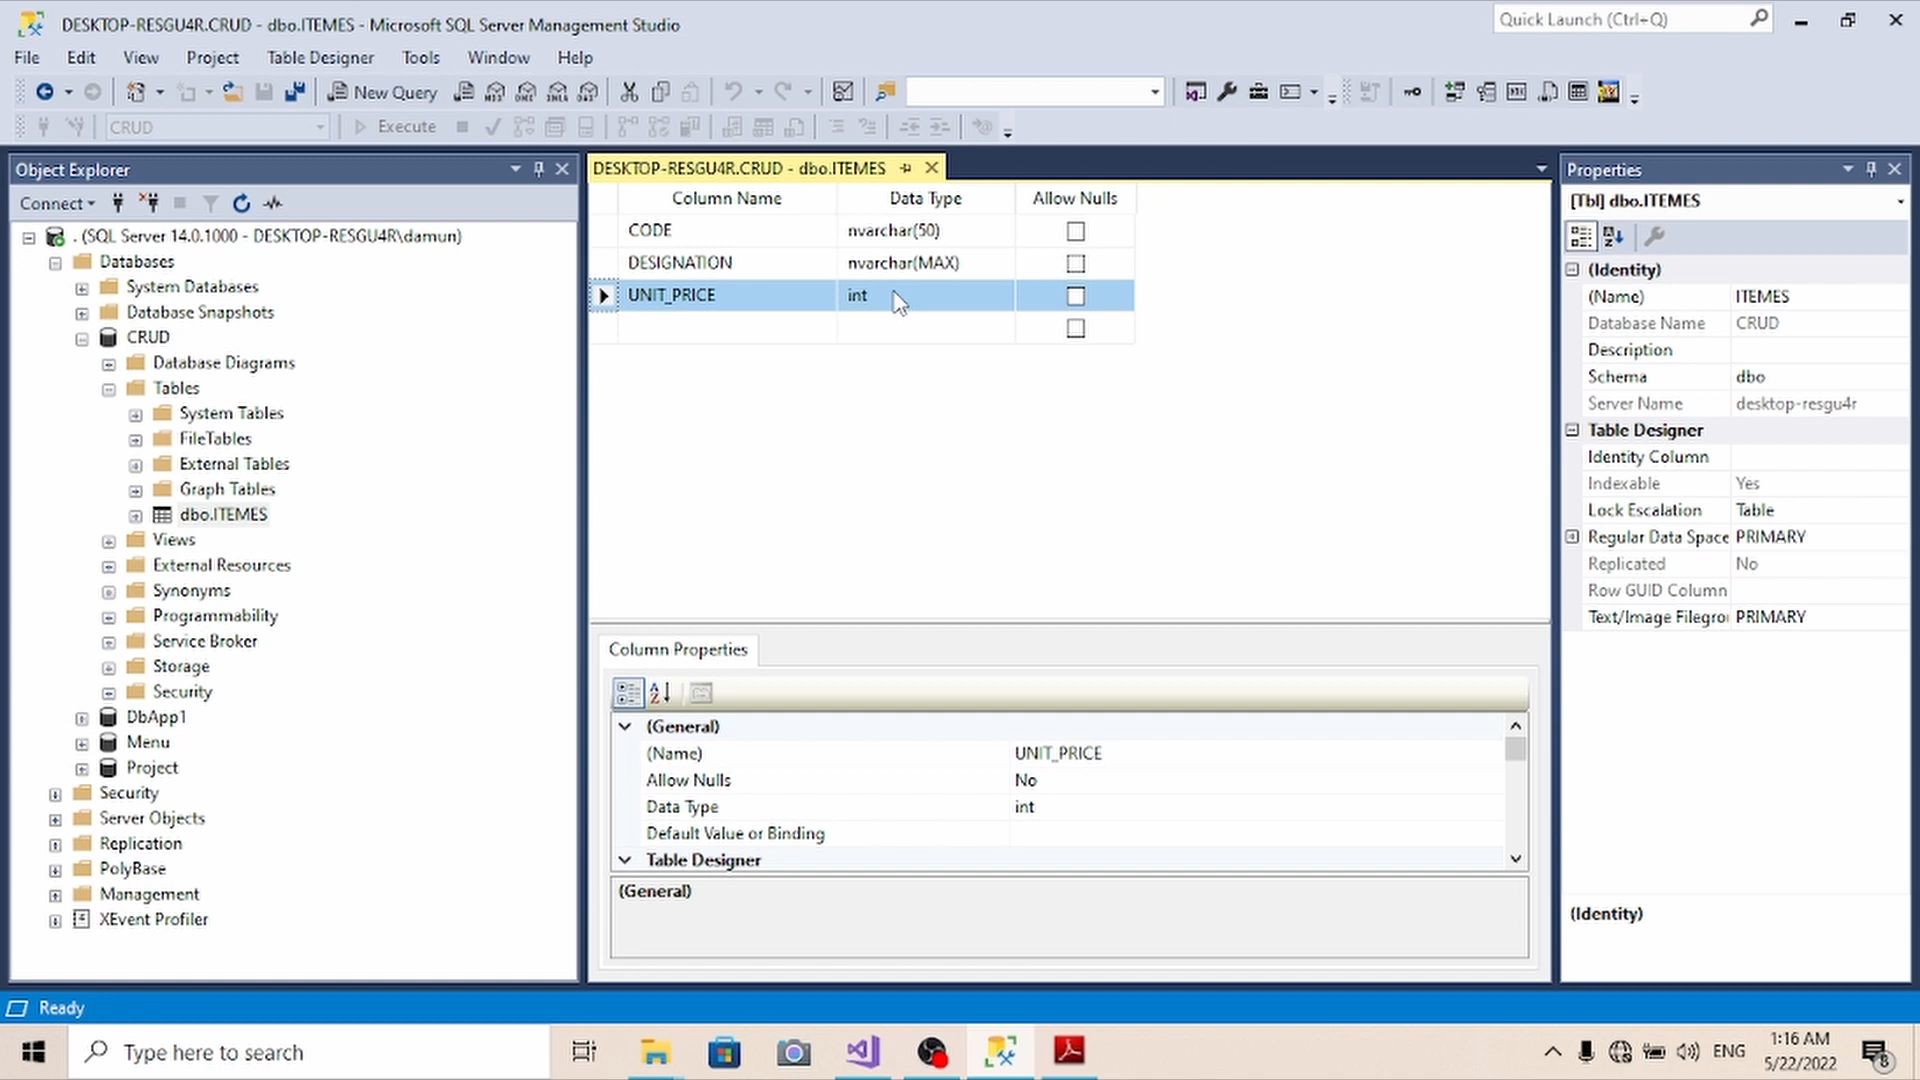 DESKTOP-RESGU4R.CRUD - dbo.ITEMES - Microsoft SQL Server Management Studio
Quick Launch (Ctrl+Q)
File Edit View Project Table Designer Tools Window Help
New Query
CRUD Execute
Object Explorer
Connect
. (SQL Server 14.0.1000 - DESKTOP-RESGU4R\damun)
Databases
System Databases
Database Snapshots
CRUD
Database Diagrams
Tables
System Tables
FileTables
External Tables
Graph Tables
dbo.ITEMES
Views
External Resources
Synonyms
Programmability
Service Broker
Storage
Security
DbApp1
Menu
Project
Security
Server Objects
Replication
PolyBase
Management
XEvent Profiler
DESKTOP-RESGU4R.CRUD - dbo.ITEMES
Column Name Data Type Allow Nulls
CODE nvarchar(50)
DESIGNATION nvarchar(MAX)
UNIT_PRICE int
Column Properties
(General)
(Name) UNIT_PRICE
Allow Nulls No
Data Type int
Default Value or Binding
Table Designer
(General)
Properties
[Tbl] dbo.ITEMES
(Identity)
(Name) ITEMES
Database Name CRUD
Description
Schema dbo
Server Name desktop-resgu4r
Table Designer
Identity Column
Indexable Yes
Lock Escalation Table
Regular Data Space PRIMARY
Replicated No
Row GUID Column
Text/Image Filegro PRIMARY
(Identity)
Ready
Type here to search
ENG
1:16 AM
5/22/2022
8